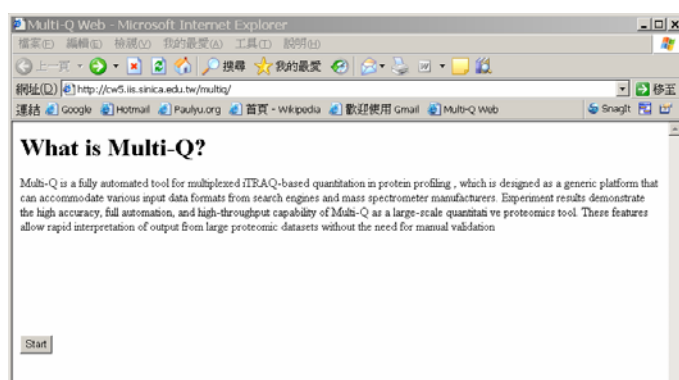 Multi-Q Web - Microsoft Internet Explorer
檔案(F) 編輯(E) 檢視(V) 我的最愛(A) 工具(T) 說明(H)
上一頁 搜尋 我的最愛
網址(D) http://cw5.iis.sinica.edu.tw/multiq/ 移至
連結 Google Hotmail Paulyu.org 首頁 - Wikipedia 歡迎使用 Gmail Multi-Q Web SnagIt
What is Multi-Q?
Multi-Q is a fully automated tool for multiplexed iTRAQ-based quantitation in protein profiling , which is designed as a generic platform that
can accommodate various input data formats from search engines and mass spectrometer manufacturers. Experiment results demonstrate
the high accuracy, full automation, and high-throughput capability of Multi-Q as a large-scale quantitati ve proteomics tool. These features
allow rapid interpretation of output from large proteomic datasets without the need for manual validation
Start